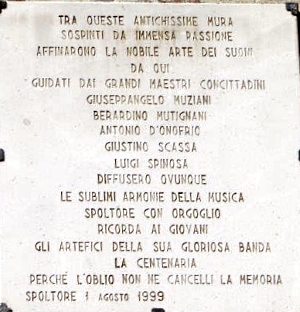 TRA QUESTE ANTICHISSIME MURA
SOSPINTI DA IMMENSA PASSIONE
AFFINARONO LA NOBILE ARTE DEI SUONI
DA QUI
GUIDATI DAI GRANDI MAESTRI CONCITTADINI
GIUSEPPANGELO MUZIANI
BERARDINO MUTIGNANI
ANTONIO D'ONOFRIO
GIUSTINO SCASSA
LUIGI SPINOSA
DIFFUSERO OVUNQUE
LE SUBLIMI ARMONIE DELLA MUSICA
SPOLTORE CON ORGOGLIO
RICORDA AI GIOVANI
GLI ARTEFICI DELLA SUA GLORIOSA BANDA
LA CENTENARIA
PERCHÉ L'OBLIO NON NE CANCELLI LA MEMORIA
SPOLTORE 1 AGOSTO 1999